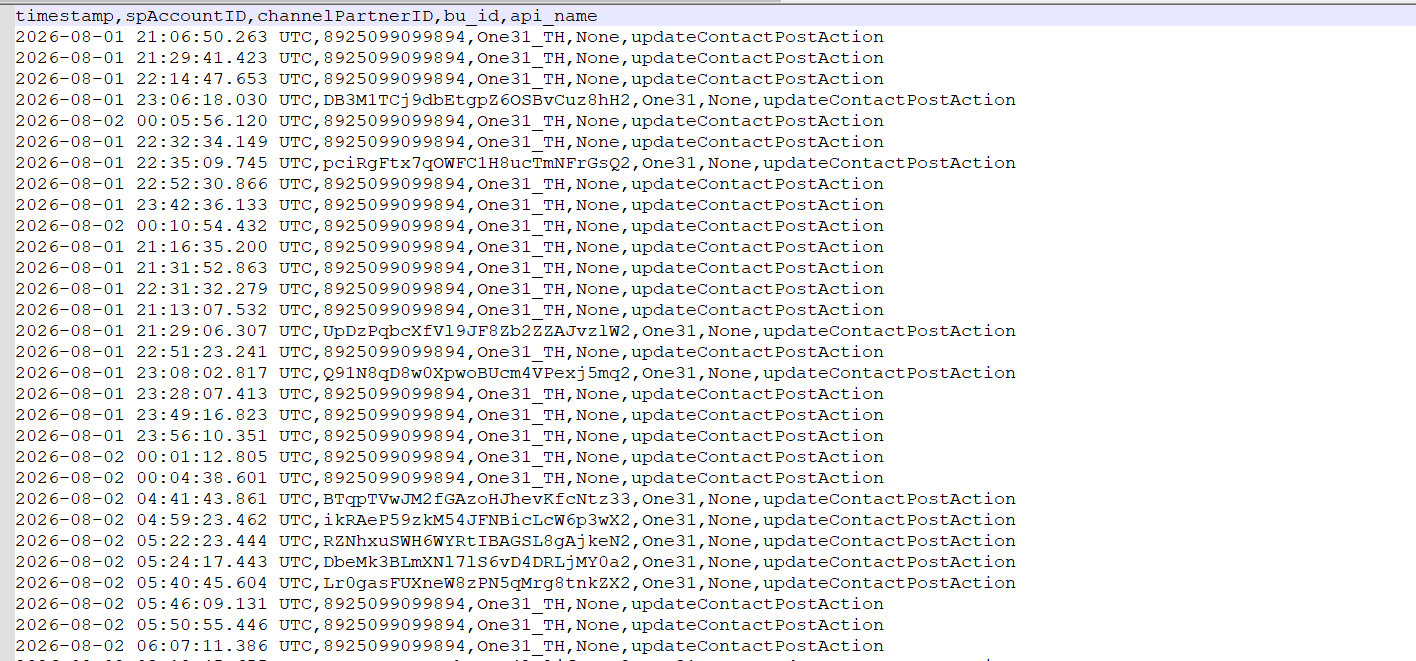 timestamp,spAccountID,channelPartnerID,bu_id,api_name
2026-08-01 21:06:50.263 UTC,8925099099894,One31_TH,None,updateContactPostAction
2026-08-01 21:29:41.423 UTC,8925099099894,One31_TH,None,updateContactPostAction
2026-08-01 22:14:47.653 UTC,8925099099894,One31_TH,None,updateContactPostAction
2026-08-01 23:06:18.030 UTC,DB3M1TCj9dbEtgpZ6OSBvCuz8hH2,One31,None,updateContactPostAction
2026-08-02 00:05:56.120 UTC,8925099099894,One31_TH,None,updateContactPostAction
2026-08-01 22:32:34.149 UTC,8925099099894,One31_TH,None,updateContactPostAction
2026-08-01 22:35:09.745 UTC,pciRgFtx7qOWFC1H8ucTmNFrGsQ2,One31,None,updateContactPostAction
2026-08-01 22:52:30.866 UTC,8925099099894,One31_TH,None,updateContactPostAction
2026-08-01 23:42:36.133 UTC,8925099099894,One31_TH,None,updateContactPostAction
2026-08-02 00:10:54.432 UTC,8925099099894,One31_TH,None,updateContactPostAction
2026-08-01 21:16:35.200 UTC,8925099099894,One31_TH,None,updateContactPostAction
2026-08-01 21:31:52.863 UTC,8925099099894,One31_TH,None,updateContactPostAction
2026-08-01 22:31:32.279 UTC,8925099099894,One31_TH,None,updateContactPostAction
2026-08-01 21:13:07.532 UTC,8925099099894,One31_TH,None,updateContactPostAction
2026-08-01 21:29:06.307 UTC,UpDzPqbcXfVl9JF8Zb2ZZAJvzlW2,One31,None,updateContactPostAction
2026-08-01 22:51:23.241 UTC,8925099099894,One31_TH,None,updateContactPostAction
2026-08-01 23:08:02.817 UTC,Q91N8qD8w0XpwoBUcm4VPexj5mq2,One31,None,updateContactPostAction
2026-08-01 23:28:07.413 UTC,8925099099894,One31_TH,None,updateContactPostAction
2026-08-01 23:49:16.823 UTC,8925099099894,One31_TH,None,updateContactPostAction
2026-08-01 23:56:10.351 UTC,8925099099894,One31_TH,None,updateContactPostAction
2026-08-02 00:01:12.805 UTC,8925099099894,One31_TH,None,updateContactPostAction
2026-08-02 00:04:38.601 UTC,8925099099894,One31_TH,None,updateContactPostAction
2026-08-02 04:41:43.861 UTC,BTqpTVwJM2fGAzoHJhevKfcNtz33,One31,None,updateContactPostAction
2026-08-02 04:59:23.462 UTC,ikRAeP59zkM54JFNBicLcW6p3wX2,One31,None,updateContactPostAction
2026-08-02 05:22:23.444 UTC,RZNhxuSWH6WYRtIBAGSL8gAjkeN2,One31,None,updateContactPostAction
2026-08-02 05:24:17.443 UTC,DbeMk3BLmXNl7lS6vD4DRLjMY0a2,One31,None,updateContactPostAction
2026-08-02 05:40:45.604 UTC,Lr0gasFUXneW8zPN5qMrg8tnkZX2,One31,None,updateContactPostAction
2026-08-02 05:46:09.131 UTC,8925099099894,One31_TH,None,updateContactPostAction
2026-08-02 05:50:55.446 UTC,8925099099894,One31_TH,None,updateContactPostAction
2026-08-02 06:07:11.386 UTC,8925099099894,One31_TH,None,updateContactPostAction